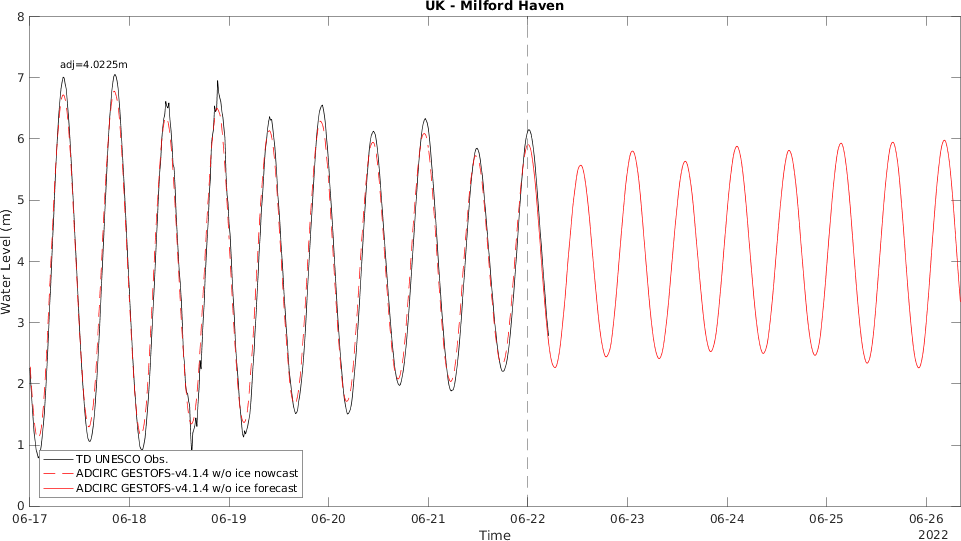 UK - Milford Haven
adj=4.0225m
Water Level (m)
8
7
6
5
4
3
2
1
0
TD UNESCO Obs.
ADCIRC GESTOFS-v4.1.4 w/o ice nowcast
ADCIRC GESTOFS-v4.1.4 w/o ice forecast
06-17 06-18 06-19 06-20 06-21 06-22 06-23 06-24 06-25 06-26
Time
2022